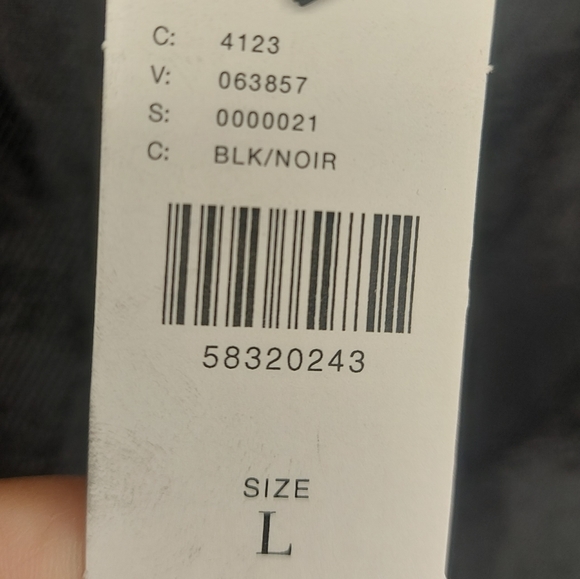 C: 4123
V: 063857
S: 0000021
C: BLK/NOIR
58320243
SIZE
L